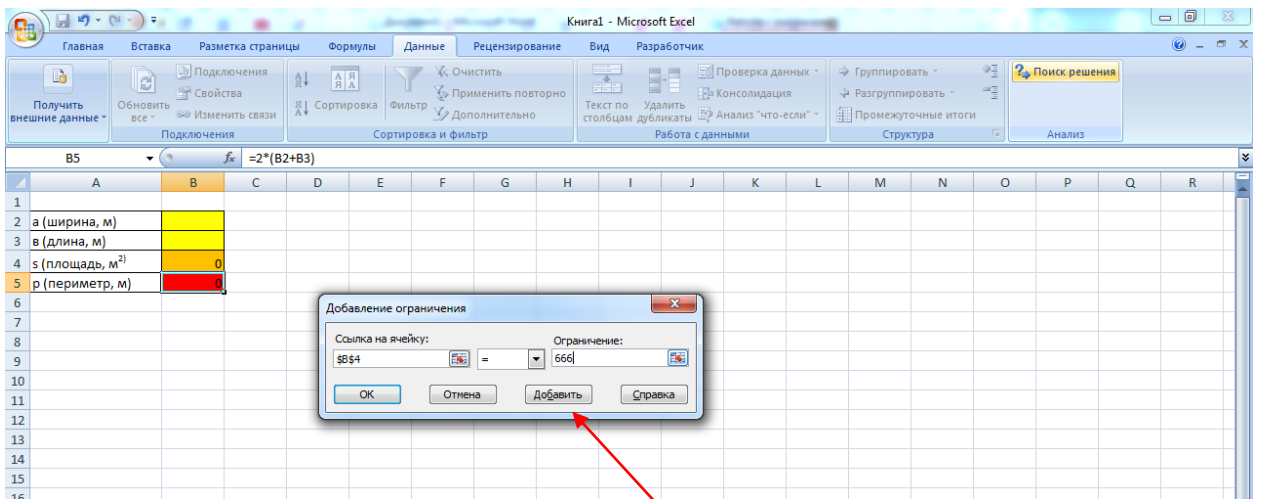 Книга1 - Microsoft Excel
Главная Вставка Разметка страницы Формулы Данные Рецензирование Вид Разработчик
Получить внешние данные
Обновить все
Подключения
Свойства
Изменить связи
Подключения
Сортировка
Фильтр
Очистить
Применить повторно
Дополнительно
Сортировка и фильтр
Текст по столбцам
Удалить дубликаты
Проверка данных
Консолидация
Анализ "что-если"
Работа с данными
Группировать
Разгруппировать
Промежуточные итоги
Структура
Поиск решения
Анализ
B5 fx =2*(B2+B3)
A B C D E F G H I J K L M N O P Q R
1
2 а (ширина, м)
3 в (длина, м)
4 s (площадь, м²⁾ 0
5 р (периметр, м) 0
6
7
8
9
10
11
12
13
14
15
16
Добавление ограничения
Ссылка на ячейку: Ограничение:
$B$4 = 666
ОК Отмена Добавить Справка